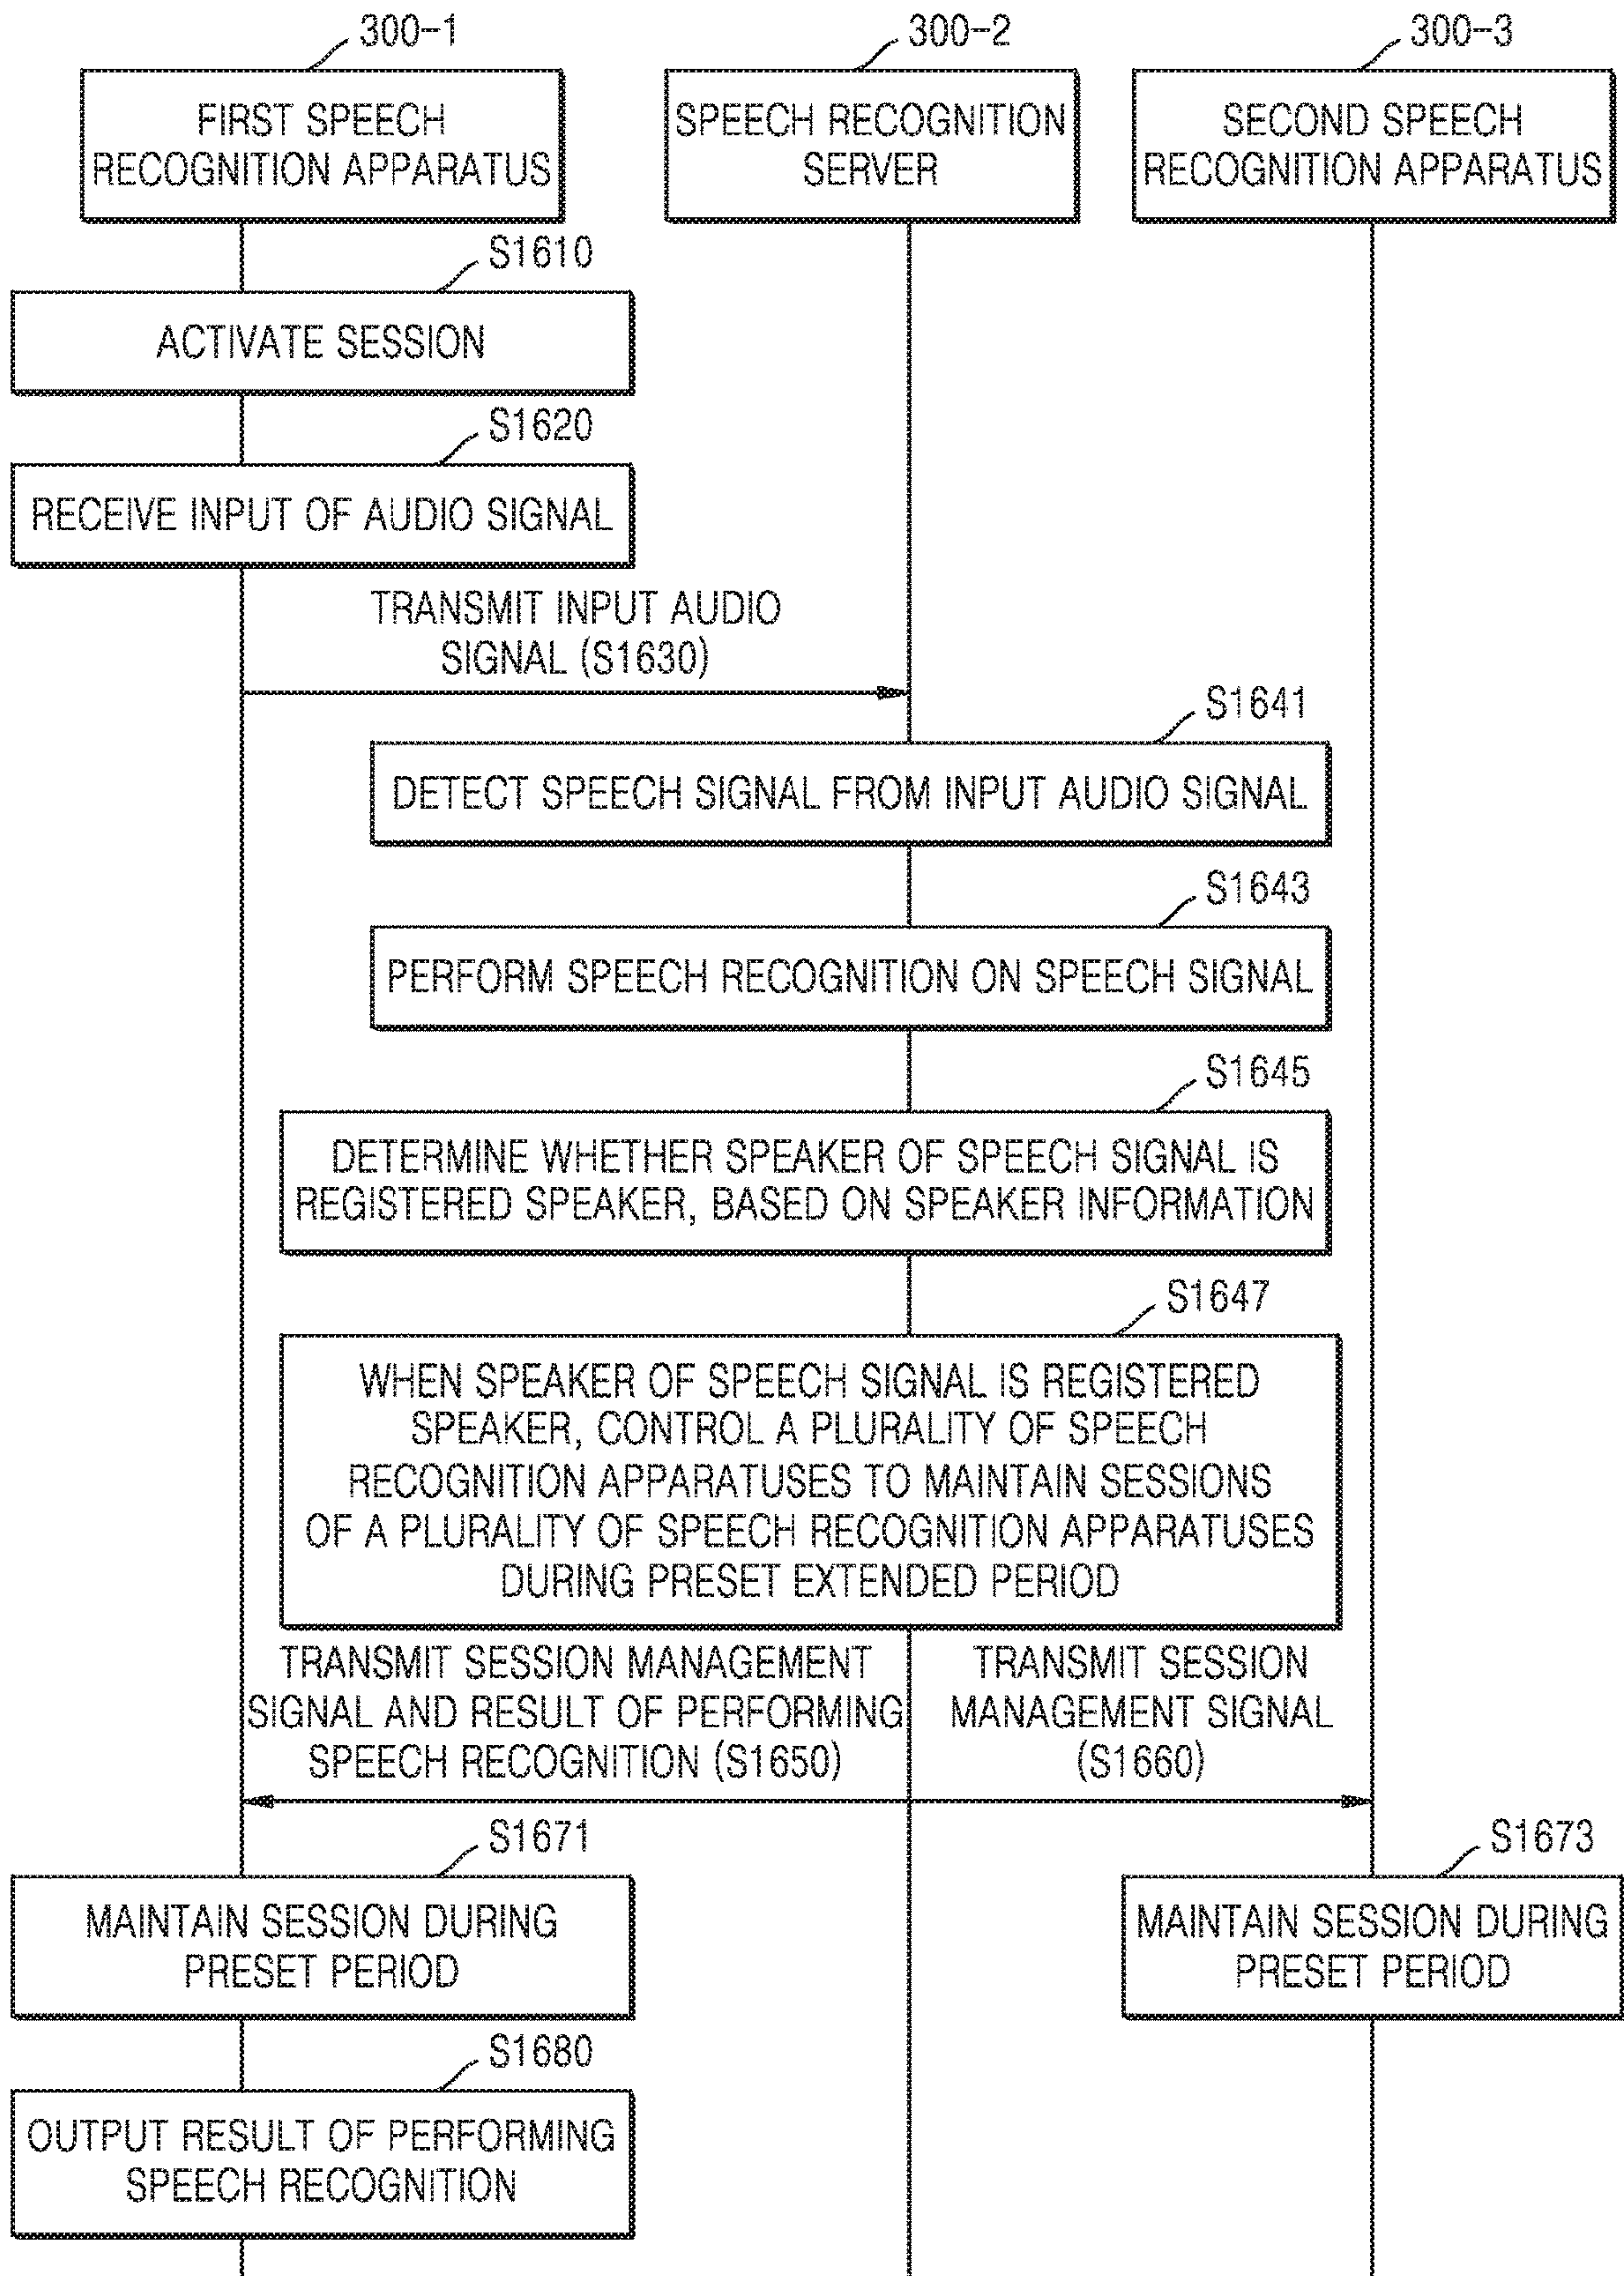 300-1
300-2
300-3
FIRST SPEECH
RECOGNITION APPARATUS
SPEECH RECOGNITION
SERVER
SECOND SPEECH
RECOGNITION APPARATUS
S1610
ACTIVATE SESSION
S1620
RECEIVE INPUT OF AUDIO SIGNAL
TRANSMIT INPUT AUDIO
SIGNAL (S1630)
S1641
DETECT SPEECH SIGNAL FROM INPUT AUDIO SIGNAL
S1643
PERFORM SPEECH RECOGNITION ON SPEECH SIGNAL
S1645
DETERMINE WHETHER SPEAKER OF SPEECH SIGNAL IS
REGISTERED SPEAKER, BASED ON SPEAKER INFORMATION
S1647
WHEN SPEAKER OF SPEECH SIGNAL IS REGISTERED
SPEAKER, CONTROL A PLURALITY OF SPEECH
RECOGNITION APPARATUSES TO MAINTAIN SESSIONS
OF A PLURALITY OF SPEECH RECOGNITION APPARATUSES
DURING PRESET EXTENDED PERIOD
TRANSMIT SESSION MANAGEMENT
SIGNAL AND RESULT OF PERFORMING
SPEECH RECOGNITION (S1650)
TRANSMIT SESSION
MANAGEMENT SIGNAL
(S1660)
S1671
MAINTAIN SESSION DURING
PRESET PERIOD
S1673
MAINTAIN SESSION DURING
PRESET PERIOD
S1680
OUTPUT RESULT OF PERFORMING
SPEECH RECOGNITION